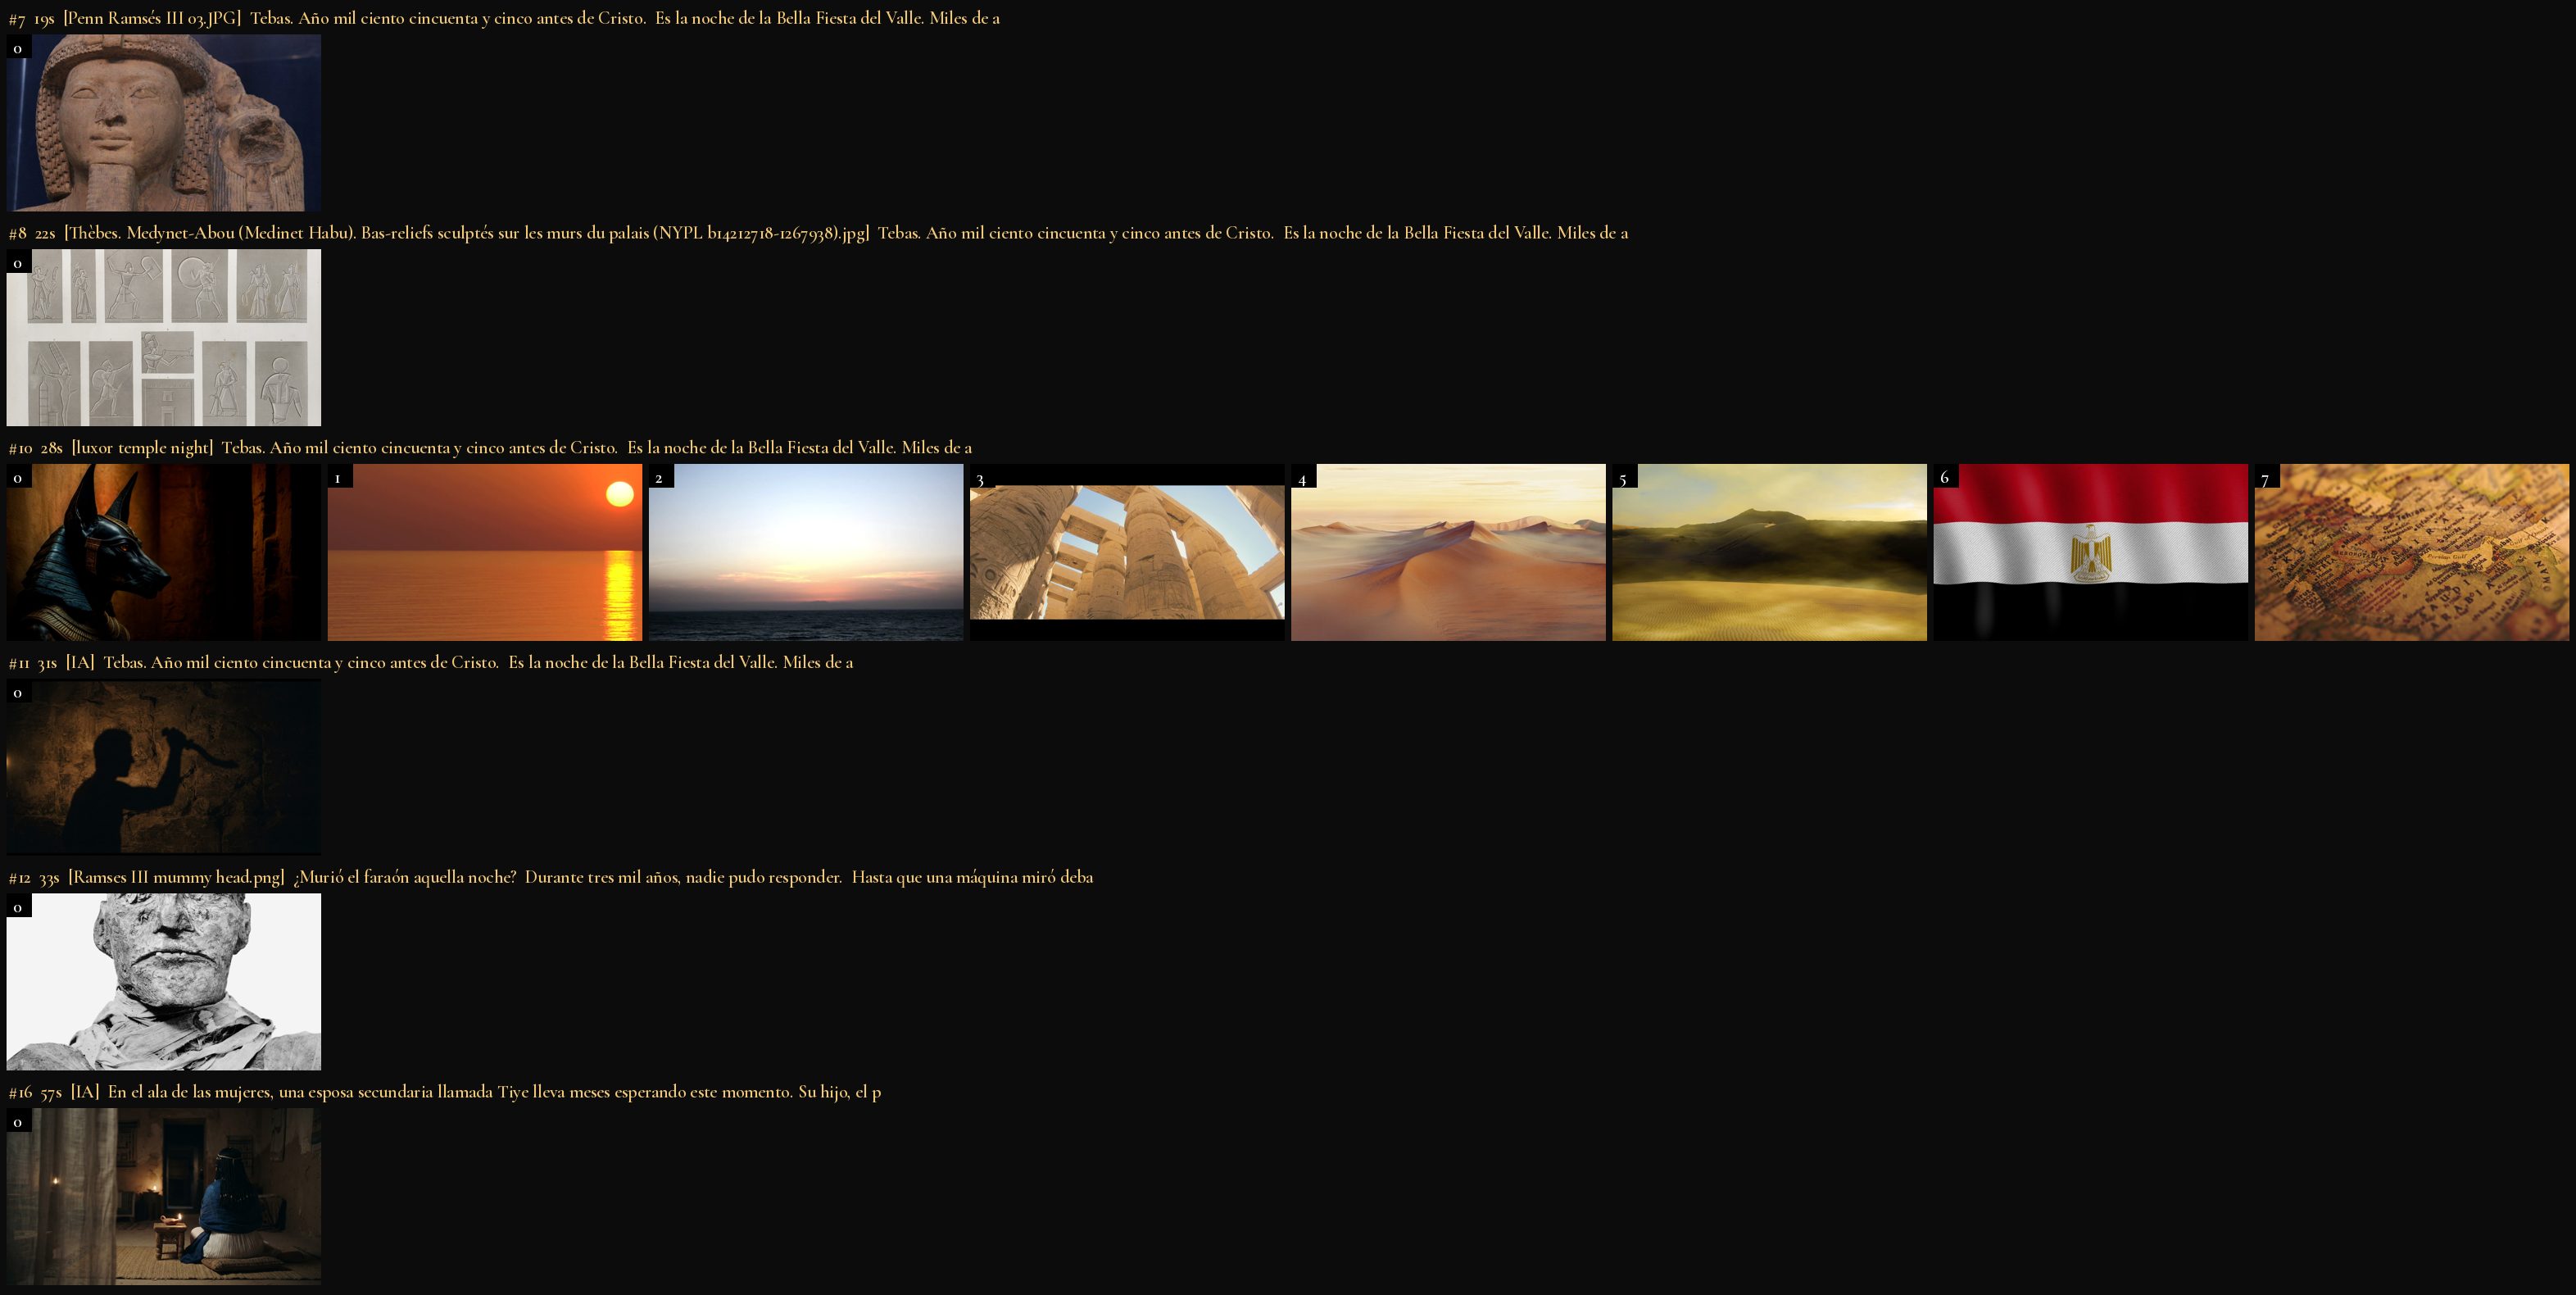 #7 19s [Penn Ramsés III 03.JPG] Tebas. Año mil ciento cincuenta y cinco antes de Cristo. Es la noche de la Bella Fiesta del Valle. Miles de a
0
#8 22s [Thèbes. Medynet-Abou (Medinet Habu). Bas-reliefs sculptés sur les murs du palais (NYPL b14212718-1267938).jpg] Tebas. Año mil ciento cincuenta y cinco antes de Cristo. Es la noche de la Bella Fiesta del Valle. Miles de a
0
#10 28s [luxor temple night] Tebas. Año mil ciento cincuenta y cinco antes de Cristo. Es la noche de la Bella Fiesta del Valle. Miles de a
0 1 2 3 4 5 6 7
#11 31s [IA] Tebas. Año mil ciento cincuenta y cinco antes de Cristo. Es la noche de la Bella Fiesta del Valle. Miles de a
0
#12 33s [Ramses III mummy head.png] ¿Murió el faraón aquella noche? Durante tres mil años, nadie pudo responder. Hasta que una máquina miró deba
0
#16 57s [IA] En el ala de las mujeres, una esposa secundaria llamada Tiye lleva meses esperando este momento. Su hijo, el p
0